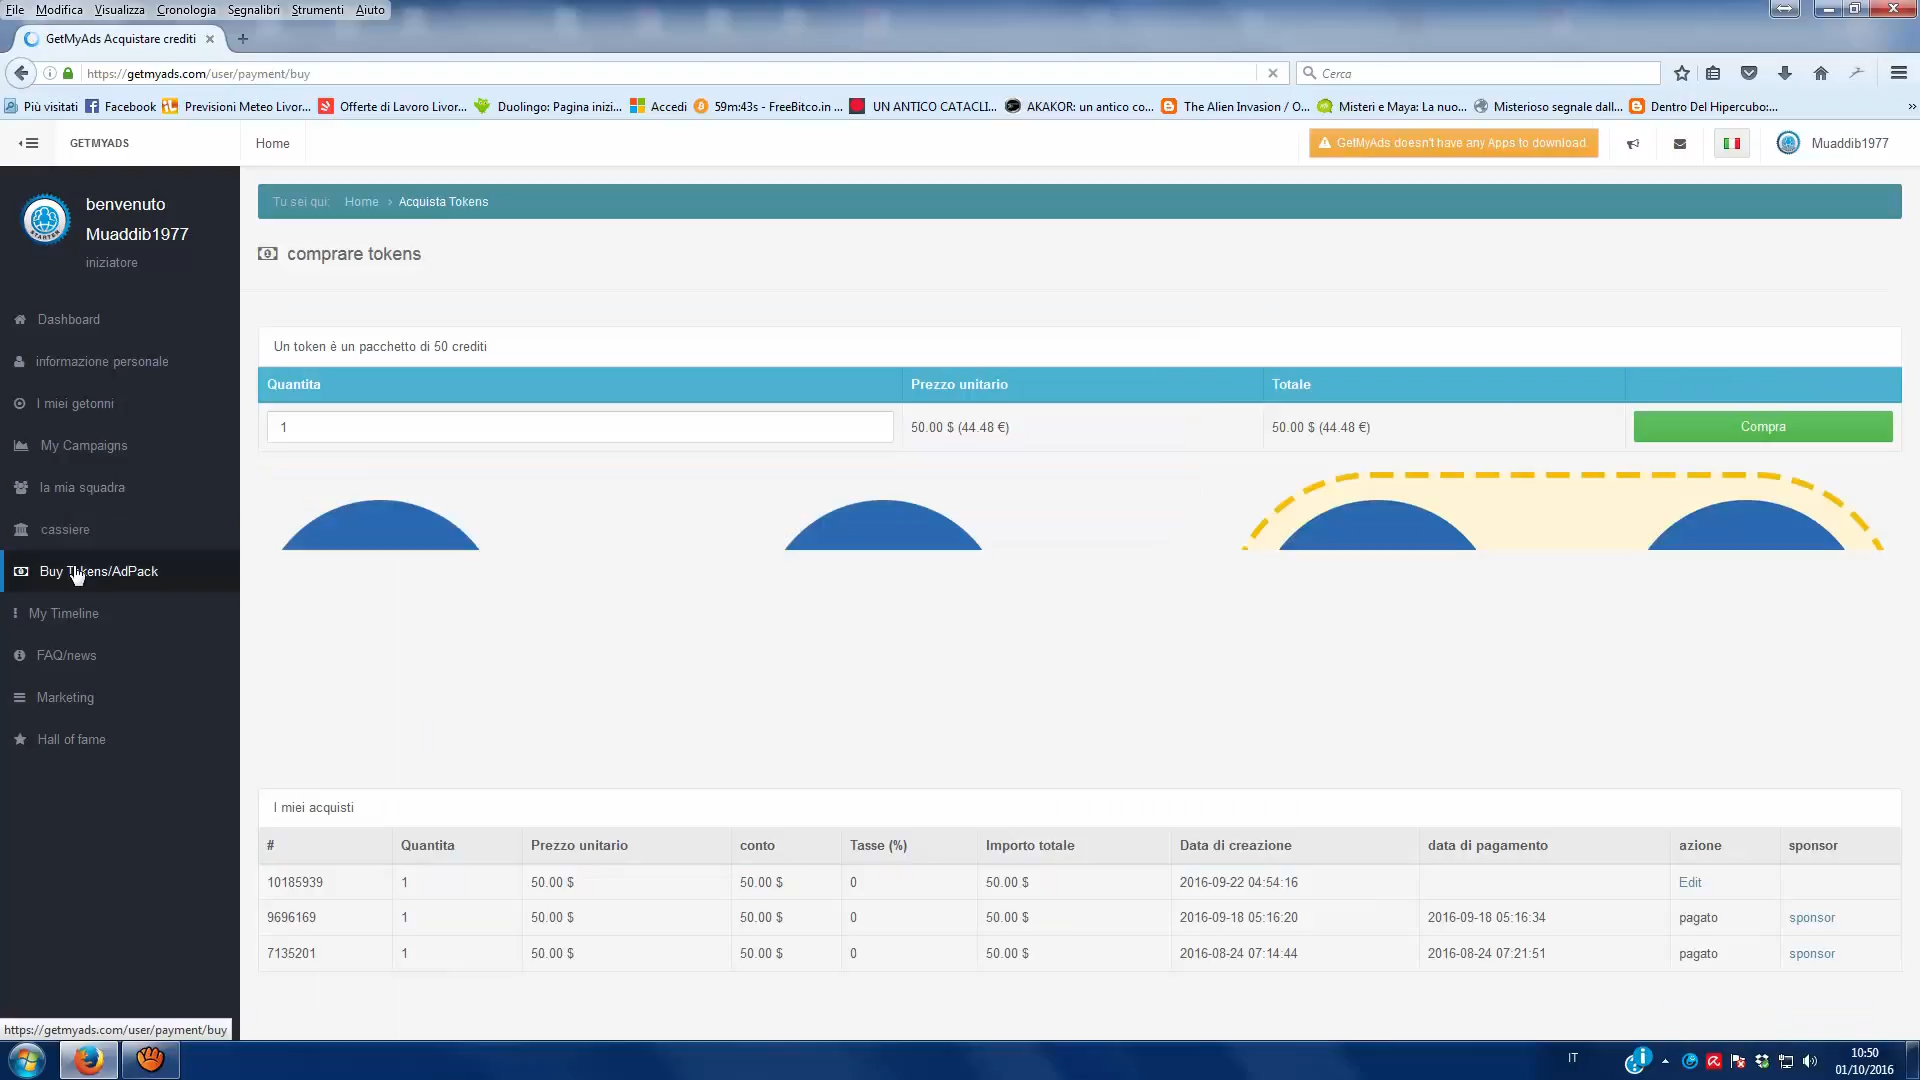 File Modifica Visualizza Cronologia Segnalibri Strumenti Aiuto
GetMyAds Acquistare crediti
https://getmyads.com/user/payment/buy
Cerca
Più visitati Facebook Previsioni Meteo Livor... Offerte di Lavoro Livor... Duolingo: Pagina inizi... Accedi 59m:43s - FreeBitco.in ... UN ANTICO CATACLI... AKAKOR: un antico co... The Alien Invasion / O... Misteri e Maya: La nuo... Misterioso segnale dall... Dentro Del Hipercubo:... »
GETMYADS
Home
GetMyAds doesn't have any Apps to download.
Muaddib1977
benvenuto
Muaddib1977
iniziatore
Dashboard
informazione personale
I miei getonni
My Campaigns
la mia squadra
cassiere
Buy Tokens/AdPack
My Timeline
FAQ/news
Marketing
Hall of fame
Tu sei qui: Home › Acquista Tokens
comprare tokens
Un token è un pacchetto di 50 crediti
Quantita Prezzo unitario Totale
1 50.00 $ (44.48 €) 50.00 $ (44.48 €) Compra
I miei acquisti
# Quantita Prezzo unitario conto Tasse (%) Importo totale Data di creazione data di pagamento azione sponsor
10185939 1 50.00 $ 50.00 $ 0 50.00 $ 2016-09-22 04:54:16 Edit
9696169 1 50.00 $ 50.00 $ 0 50.00 $ 2016-09-18 05:16:20 2016-09-18 05:16:34 pagato sponsor
7135201 1 50.00 $ 50.00 $ 0 50.00 $ 2016-08-24 07:14:44 2016-08-24 07:21:51 pagato sponsor
https://getmyads.com/user/payment/buy
IT
10:50
01/10/2016